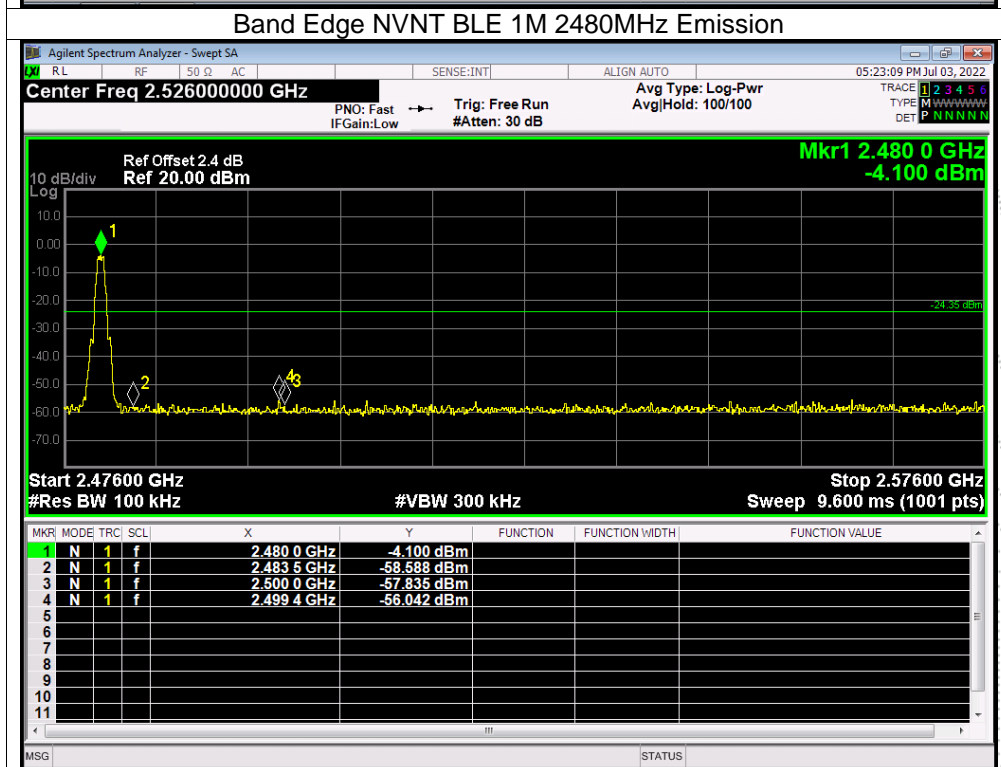 Band Edge NVNT BLE 1M 2480MHz Emission
Agilent Spectrum Analyzer - Swept SA
LXI RL RF 50 Ω AC SENSE:INT ALIGN AUTO 05:23:09 PM Jul 03, 2022
Center Freq 2.526000000 GHz Avg Type: Log-Pwr TRACE 1 2 3 4 5 6
PNO: Fast Trig: Free Run Avg|Hold: 100/100 TYPE M WWWWW
IFGain:Low #Atten: 30 dB DET P N N N N N
Mkr1 2.480 0 GHz
Ref Offset 2.4 dB
10 dB/div Ref 20.00 dBm -4.100 dBm
Log
10.0
1
0.00
-10.0
-20.0
-24.35 dBm
-30.0
-40.0
-50.0
2 4 3
-60.0
-70.0
Start 2.47600 GHz Stop 2.57600 GHz
#Res BW 100 kHz #VBW 300 kHz Sweep 9.600 ms (1001 pts)
MKR MODE TRC SCL X Y FUNCTION FUNCTION WIDTH FUNCTION VALUE
1 N 1 f 2.480 0 GHz -4.100 dBm
2 N 1 f 2.483 5 GHz -58.588 dBm
3 N 1 f 2.500 0 GHz -57.835 dBm
4 N 1 f 2.499 4 GHz -56.042 dBm
5
6
7
8
9
10
11
MSG STATUS